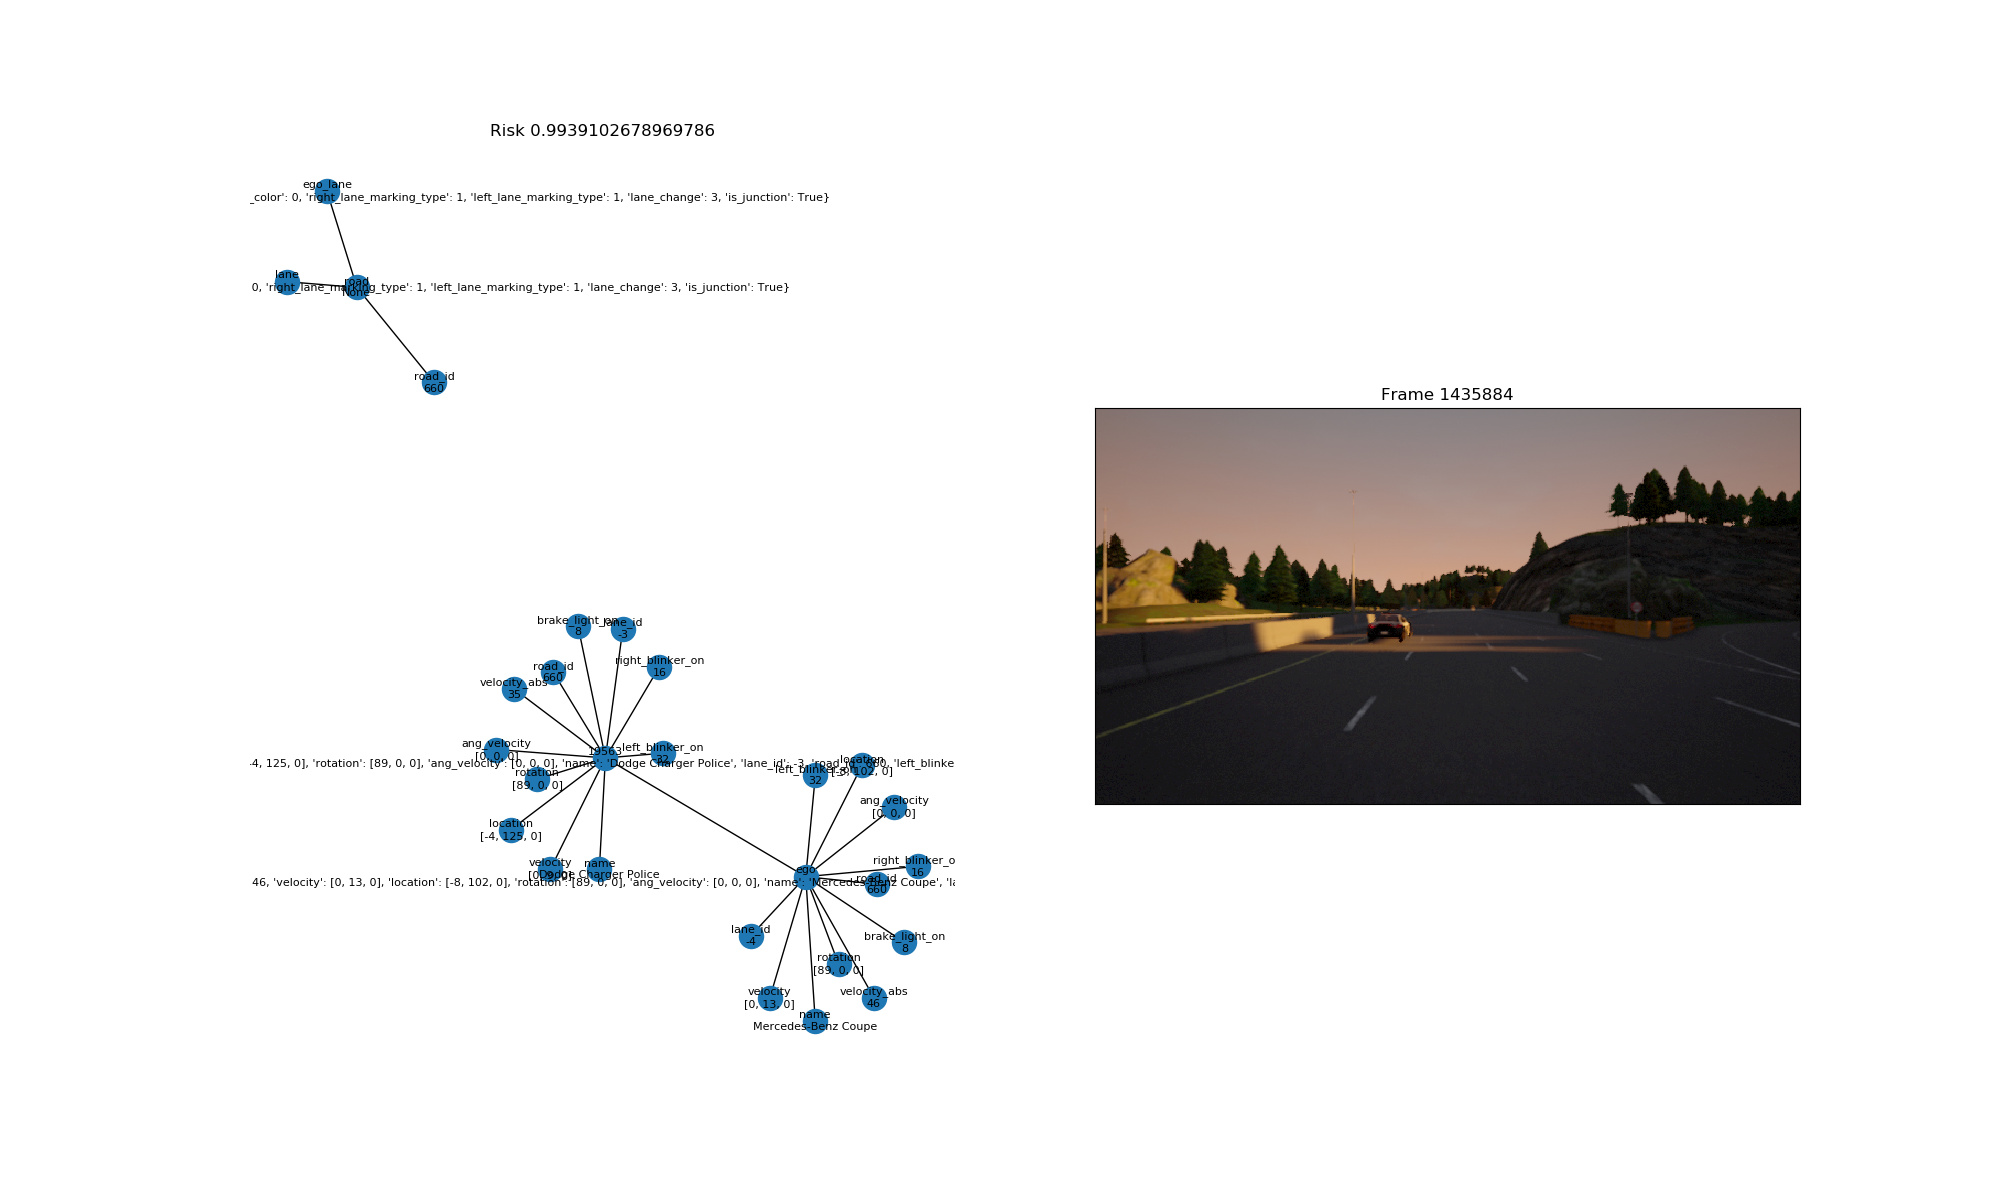 Risk 0.9939102678969786
ego_lane
_color': 0, 'right_lane_marking_type': 1, 'left_lane_marking_type': 1, 'lane_change': 3, 'is_junction': True}
lane
road
0, 'right_lane_marking_type': 1, 'left_lane_marking_type': 1, 'lane_change': 3, 'is_junction': True}
None
road_id
660
Frame 1435884
brake_light_on
8
lane_id
-3
right_blinker_on
16
road_id
660
velocity_abs
35
ang_velocity
[0, 0, 0]
19563
left_blinker_on
32
-4, 125, 0], 'rotation': [89, 0, 0], 'ang_velocity': [0, 0, 0], 'name': 'Dodge Charger Police', 'lane_id': -3, 'road_id': 660, 'left_blinke
rotation
[89, 0, 0]
left_blinker_on
32
location
[-8, 102, 0]
ang_velocity
[0, 0, 0]
location
[-4, 125, 0]
velocity
name
Dodge Charger Police
ego
right_blinker_o
16
46, 'velocity': [0, 13, 0], 'location': [-8, 102, 0], 'rotation': [89, 0, 0], 'ang_velocity': [0, 0, 0], 'name': 'Mercedes-Benz Coupe', 'la
road_id
660
lane_id
-4
brake_light_on
8
rotation
[89, 0, 0]
velocity
[0, 13, 0]
velocity_abs
46
name
Mercedes-Benz Coupe